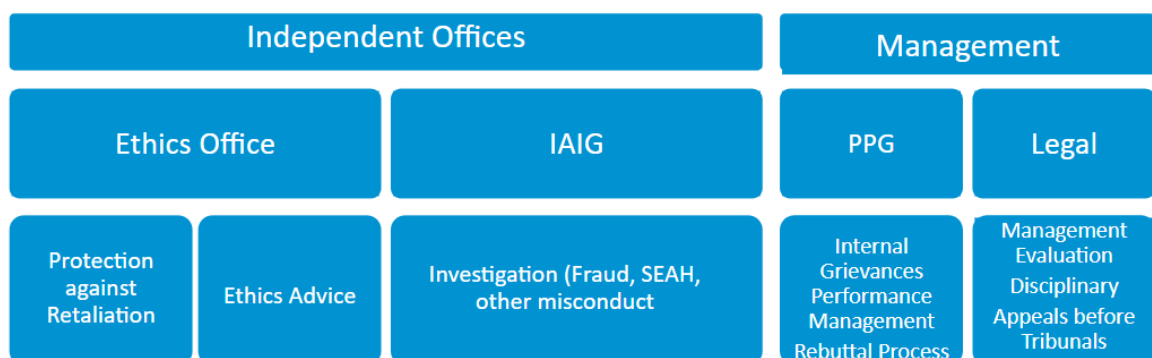 Independent Offices
Management
Ethics Office
IAIG
PPG
Legal
Protection
against
Retaliation
Ethics Advice
Investigation (Fraud, SEAH,
other misconduct
Internal
Grievances
Performance
Management
Rebuttal Process
Management
Evaluation
Disciplinary
Appeals before
Tribunals